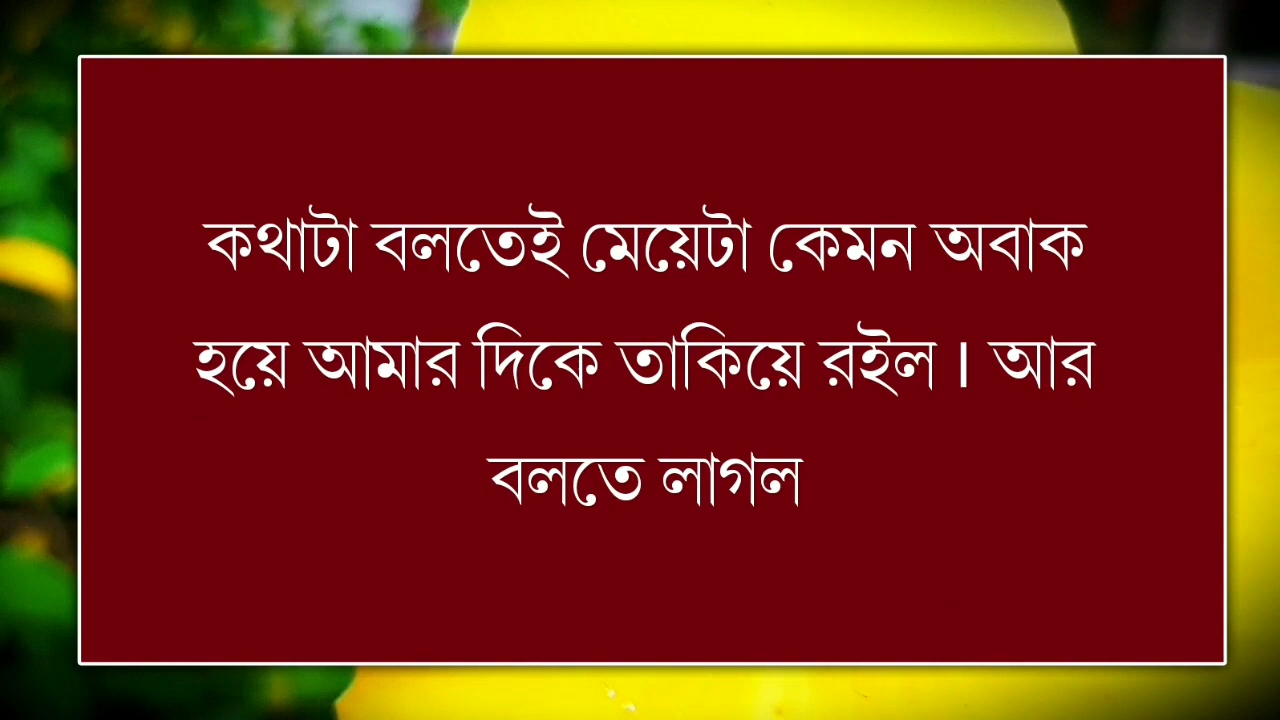 কথাটা বলতেই মেয়েটা কেমন অবাক
হয়ে আমার দিকে তাকিয়ে রইল । আর
বলতে লাগল